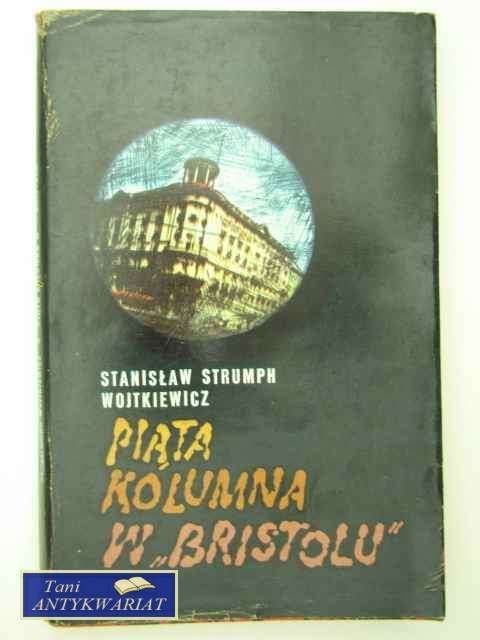 STANISŁAW STRUMPH
WOJTKIEWICZ
PIĄTA
KOLUMNA
W „BRISTOLU"
Tani
ANTYKWARIAT